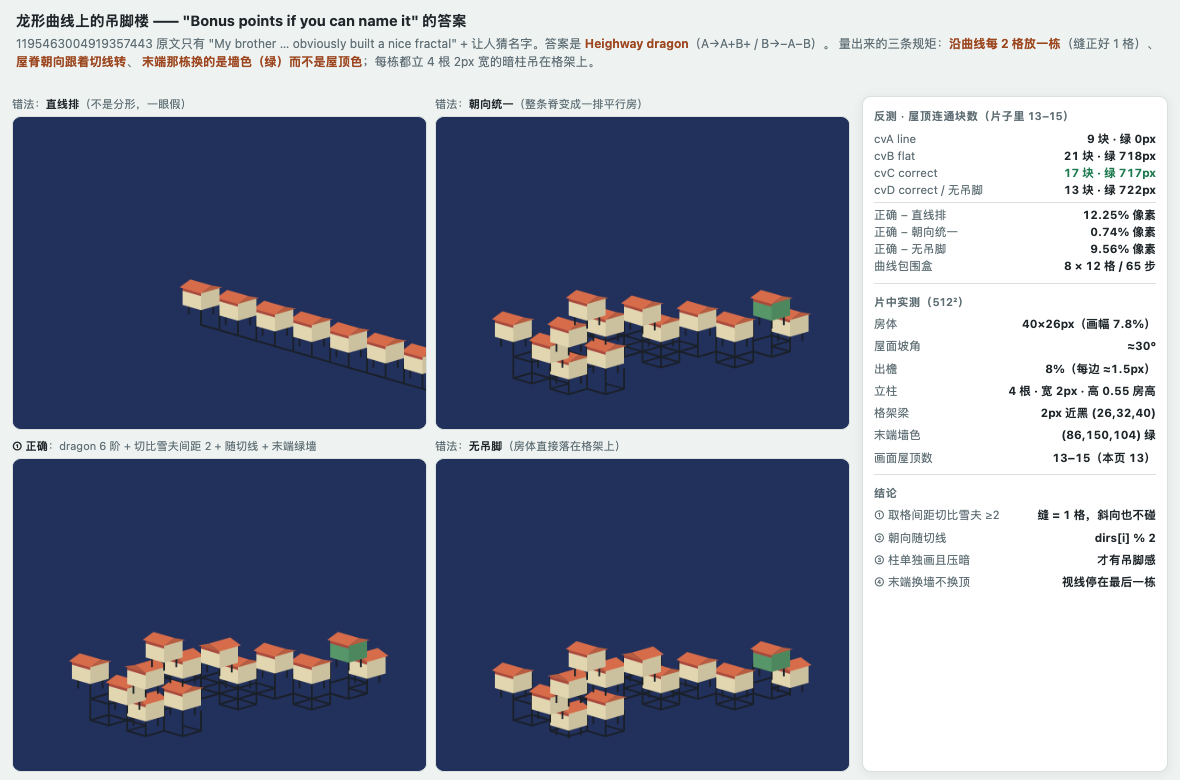 龙形曲线上的吊脚楼 —— "Bonus points if you can name it" 的答案
1195463004919357443 原文只有 "My brother … obviously built a nice fractal" + 让人猜名字。答案是 Heighway dragon（A→A+B+ / B→−A−B）。 量出来的三条规矩：沿曲线每 2 格放一栋（缝正好 1 格）、
屋脊朝向跟着切线转、 末端那栋换的是墙色（绿）而不是屋顶色；每栋都立 4 根 2px 宽的暗柱吊在格架上。
错法：直线排（不是分形，一眼假）
错法：朝向统一（整条脊变成一排平行房）
① 正确：dragon 6 阶 + 切比雪夫间距 2 + 随切线 + 末端绿墙
错法：无吊脚（房体直接落在格架上）
反测 · 屋顶连通块数（片子里 13–15）
cvA line 9 块 · 绿 0px
cvB flat 21 块 · 绿 718px
cvC correct 17 块 · 绿 717px
cvD correct / 无吊脚 13 块 · 绿 722px
正确 − 直线排 12.25% 像素
正确 − 朝向统一 0.74% 像素
正确 − 无吊脚 9.56% 像素
曲线包围盒 8 × 12 格 / 65 步
片中实测（512²）
房体 40×26px（画幅 7.8%）
屋面坡角 ≈30°
出檐 8%（每边 ≈1.5px）
立柱 4 根 · 宽 2px · 高 0.55 房高
格架梁 2px 近黑 (26,32,40)
末端墙色 (86,150,104) 绿
画面屋顶数 13–15（本页 13）
结论
① 取格间距切比雪夫 ≥2 缝 = 1 格，斜向也不碰
② 朝向随切线 dirs[i] % 2
③ 柱单独画且压暗 才有吊脚感
④ 末端换墙不换顶 视线停在最后一栋